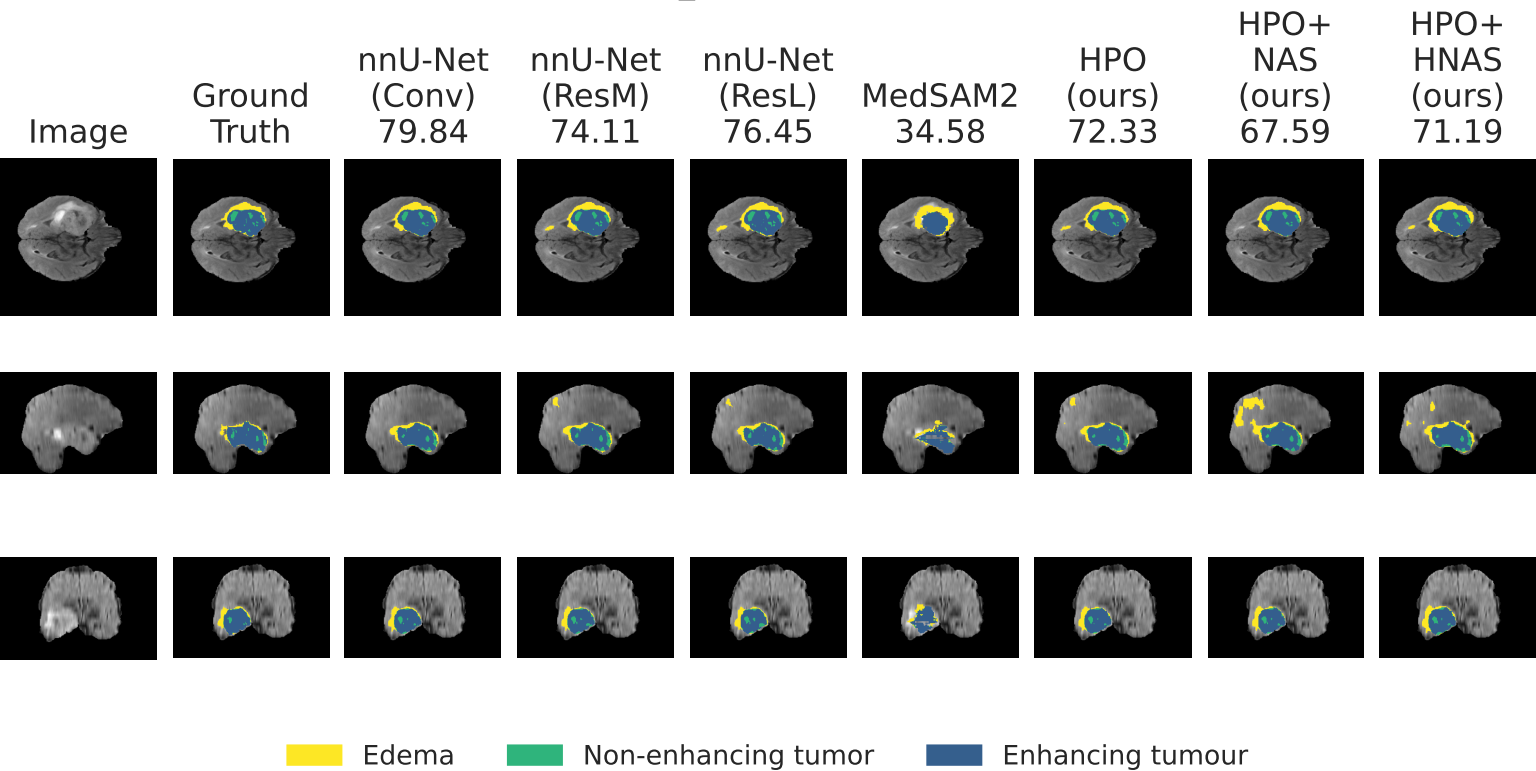 Image
Ground
Truth
nnU-Net
(Conv)
79.84
nnU-Net
(ResM)
74.11
nnU-Net
(ResL)
76.45
MedSAM2
34.58
HPO
(ours)
72.33
HPO+
NAS
(ours)
67.59
HPO+
HNAS
(ours)
71.19
Edema
Non-enhancing tumor
Enhancing tumour